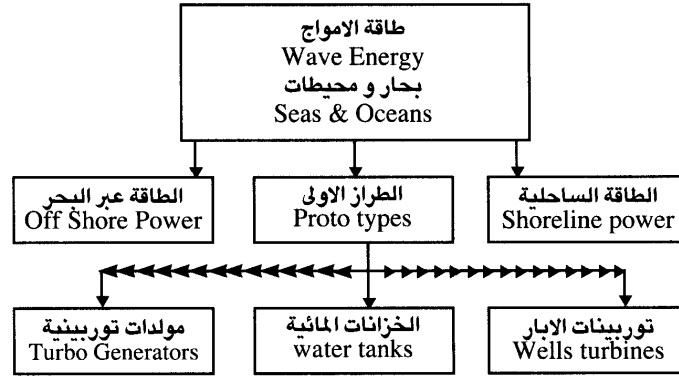 طاقة الامواج
Wave Energy
بحار و محيطات
Seas & Oceans
الطاقة عبر البحر
Off Shore Power
الطراز الاولى
Proto types
الطاقة الساحلية
Shoreline power
مولدات توربينية
Turbo Generators
الخزانات المائية
water tanks
توربينات الابار
Wells turbines